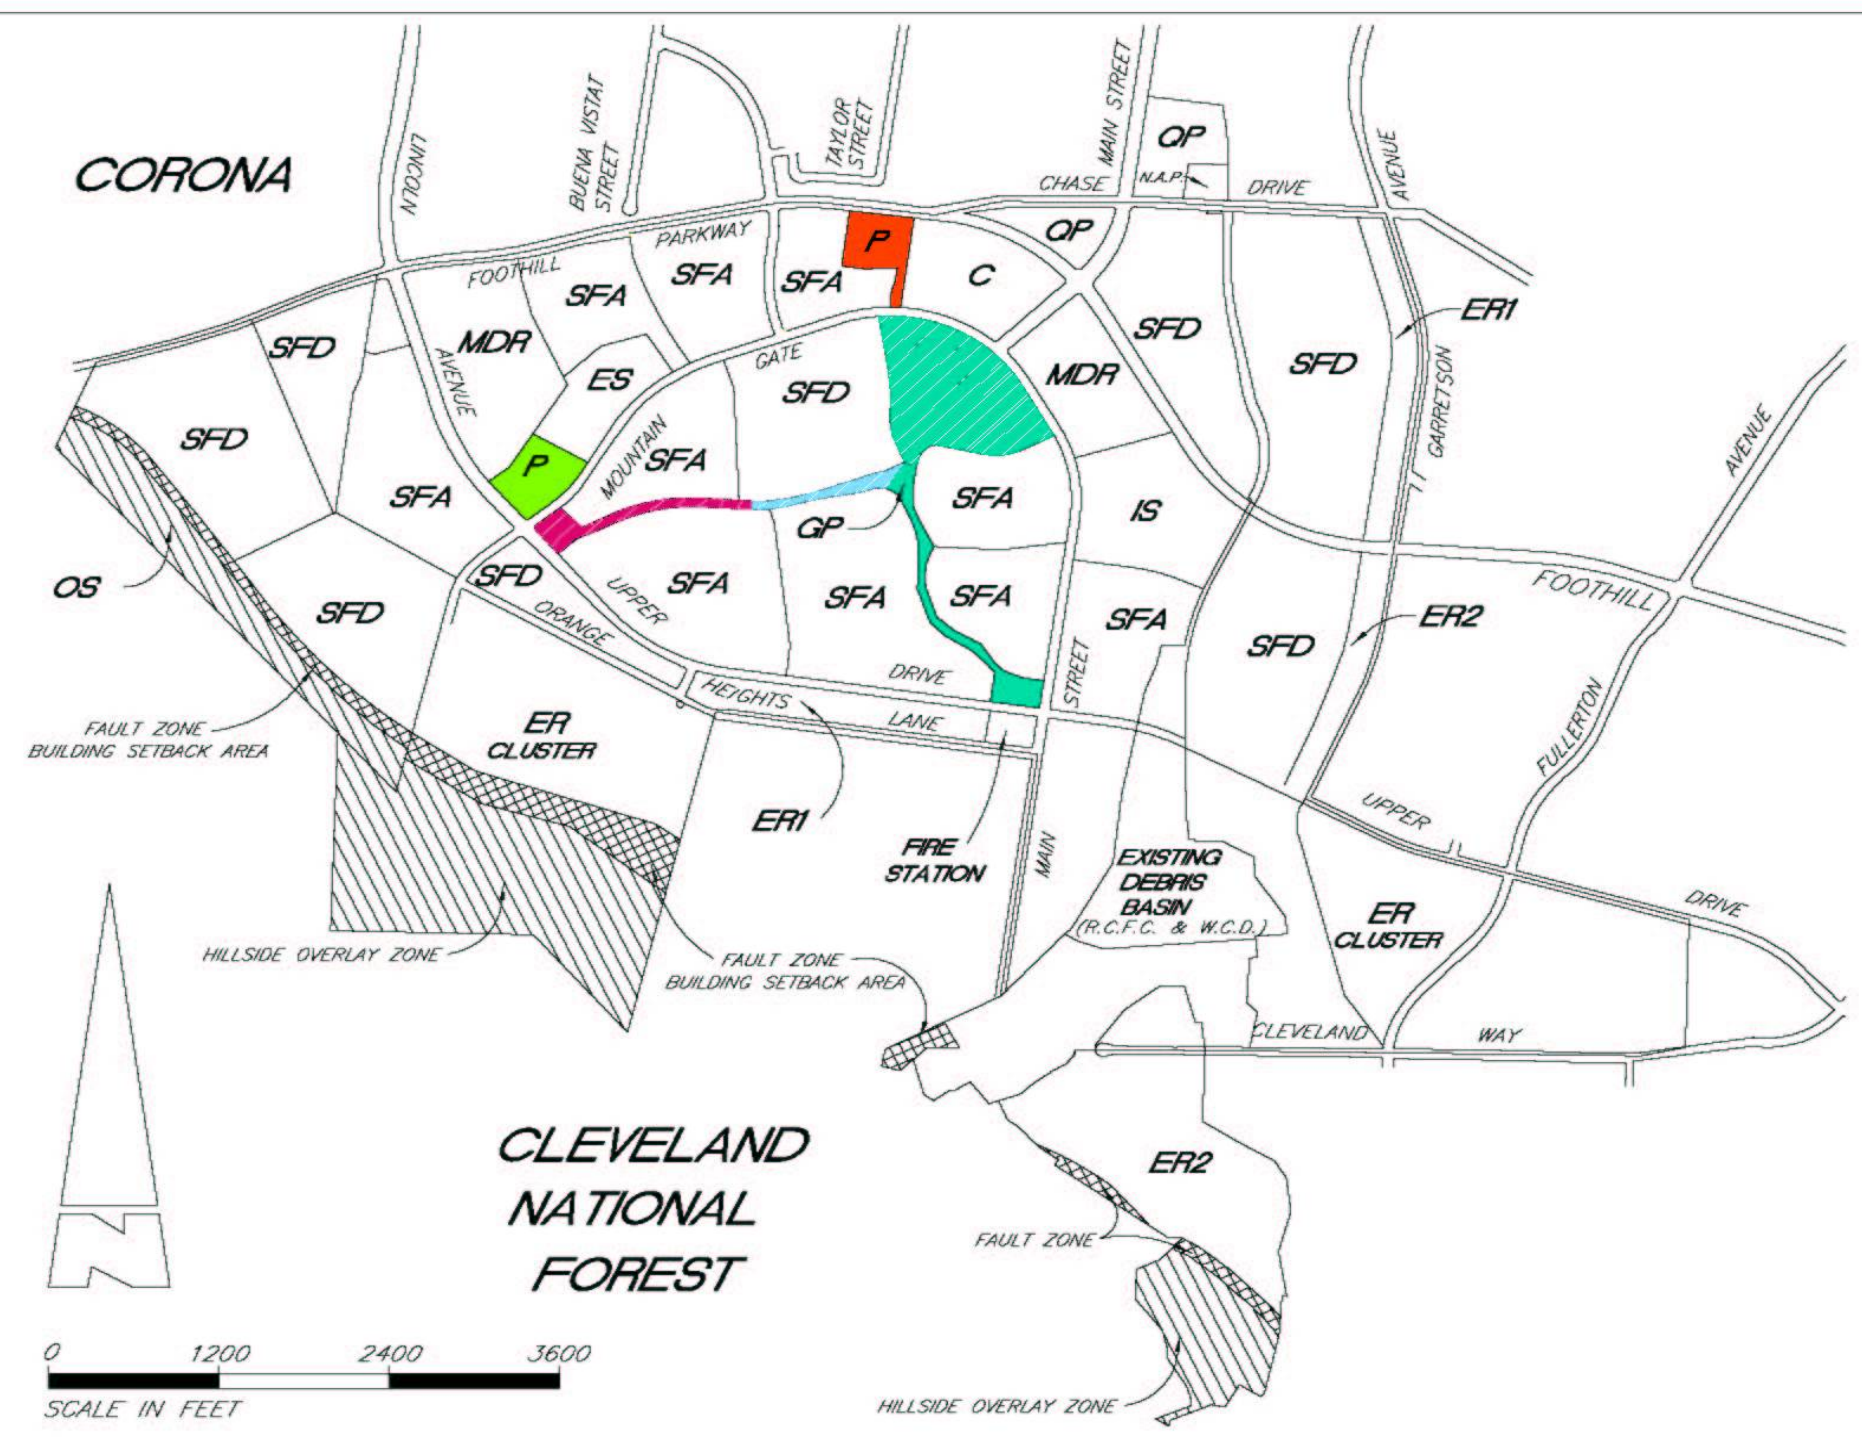 CORONA
LINCOLN
BUENA VISTAT
STREET
TAYLOR
STREET
MAIN STREET
QP
N.A.P.
CHASE
DRIVE
AVENUE
PARKWAY
FOOTHILL
QP
P
C
SFA
SFA
SFA
SFD
MDR
AVENUE
ES
GATE
SFD
MOUNTAIN
SFA
MDR
SFD
SFD
ER1
GARRETSON
AVENUE
SFD
P
SFA
GP
SFA
IS
OS
SFD
SFD
ORANGE
UPPER
SFA
SFA
SFA
SFA
SFD
ER2
FOOTHILL
DRIVE
STREET
HEIGHTS
LANE
FAULT ZONE
BUILDING SETBACK AREA
ER
CLUSTER
ER1
FIRE
STATION
MAIN
EXISTING
DEBRIS
BASIN
(R.C.F.C. & W.C.D.)
UPPER
FULLERTON
DRIVE
ER
CLUSTER
HILLSIDE OVERLAY ZONE
FAULT ZONE
BUILDING SETBACK AREA
CLEVELAND
WAY
CLEVELAND
NATIONAL
FOREST
ER2
FAULT ZONE
HILLSIDE OVERLAY ZONE
N
0 1200 2400 3600
SCALE IN FEET